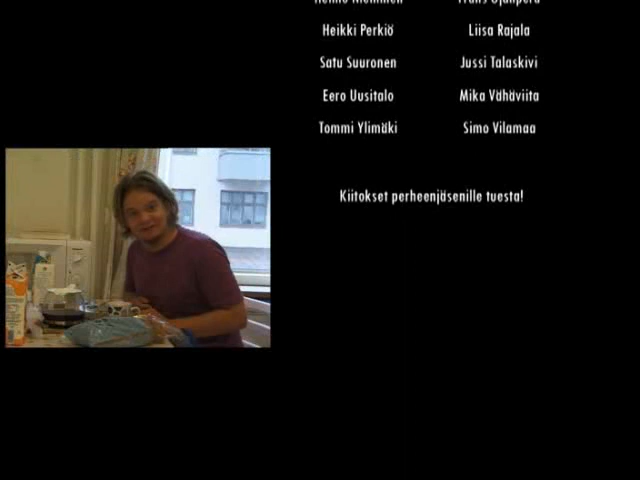 Heikki Perkiö Liisa Rajala
Satu Suuronen Jussi Talaskivi
Eero Uusitalo Mika Vähäviita
Tommi Ylimäki Simo Vilamaa
Kiitokset perheenjäsenille tuesta!